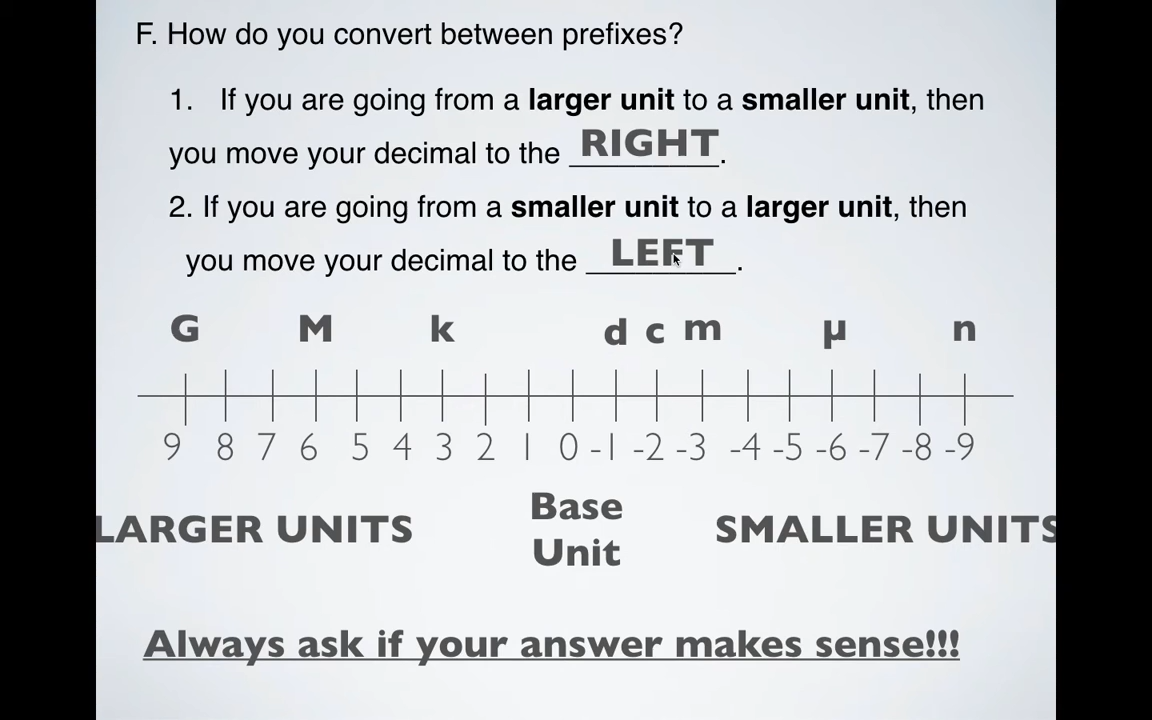 F. How do you convert between prefixes?
1. If you are going from a larger unit to a smaller unit, then
you move your decimal to the RIGHT.
2. If you are going from a smaller unit to a larger unit, then
you move your decimal to the LEFT.
G M k d c m µ n
9 8 7 6 5 4 3 2 1 0 -1 -2 -3 -4 -5 -6 -7 -8 -9
Base
LARGER UNITS SMALLER UNITS
Unit
Always ask if your answer makes sense!!!